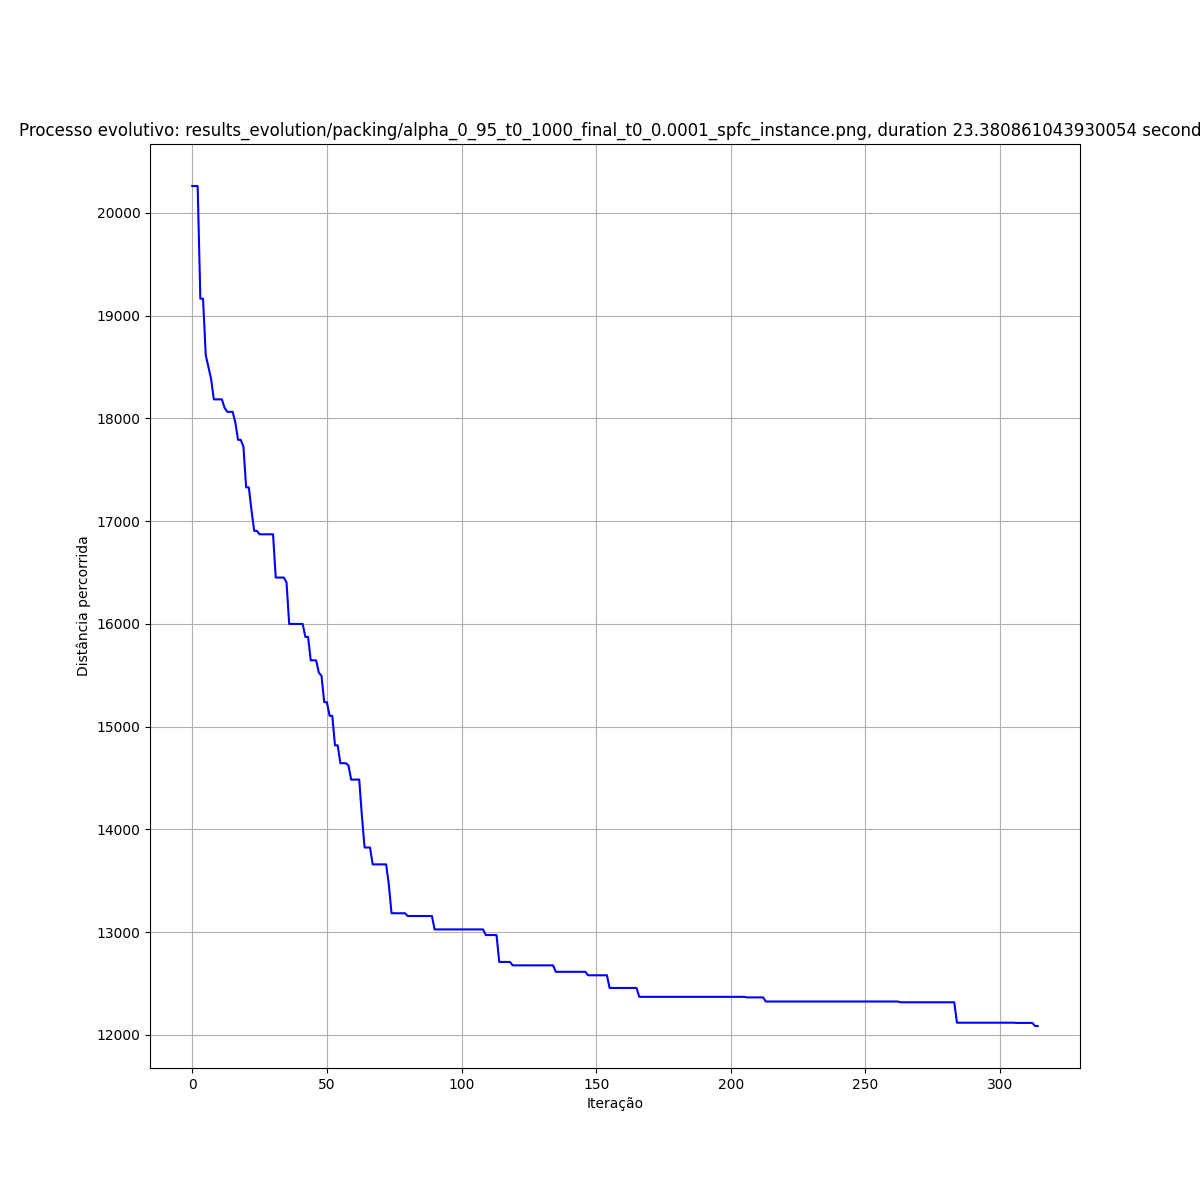 Processo evolutivo: results_evolution/packing/alpha_0_95_t0_1000_final_t0_0.0001_spfc_instance.png, duration 23.380861043930054 second
20000
19000
18000
17000
16000
15000
14000
13000
12000
Distância percorrida
0 50 100 150 200 250 300
Iteração